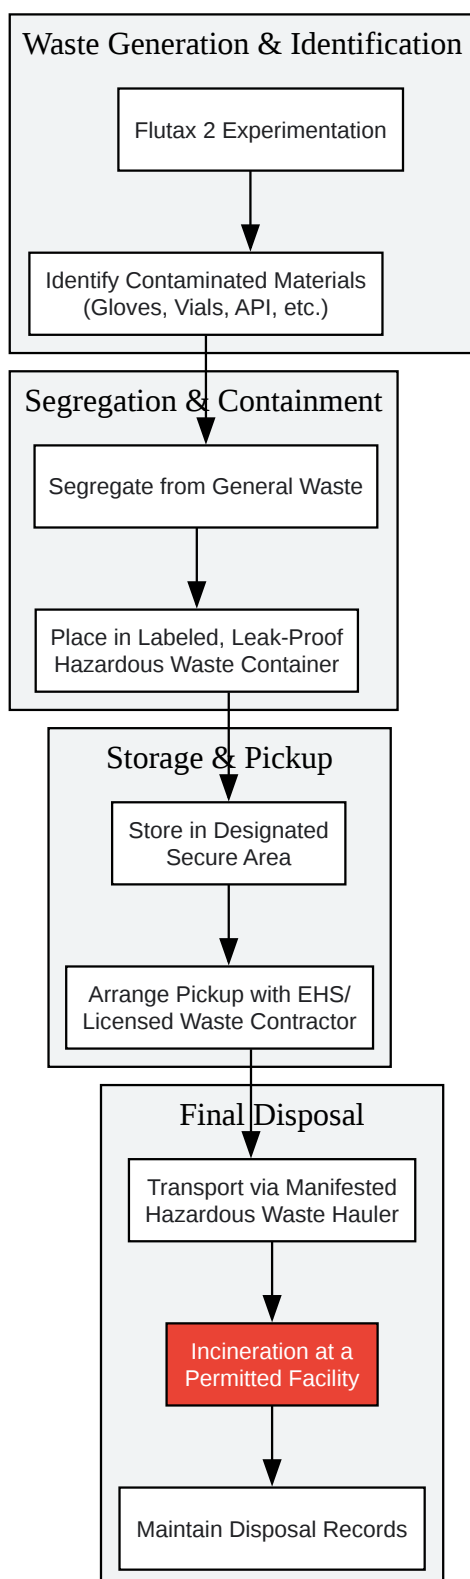 Waste Generation & Identification
Flutax 2 Experimentation
Identify Contaminated Materials
(Gloves, Vials, API, etc.)
Segregation & Containment
Segregate from General Waste
Place in Labeled, Leak-Proof
Hazardous Waste Container
Storage & Pickup
Store in Designated
Secure Area
Arrange Pickup with EHS/
Licensed Waste Contractor
Final Disposal
Transport via Manifested
Hazardous Waste Hauler
Incineration at a
Permitted Facility
Maintain Disposal Records